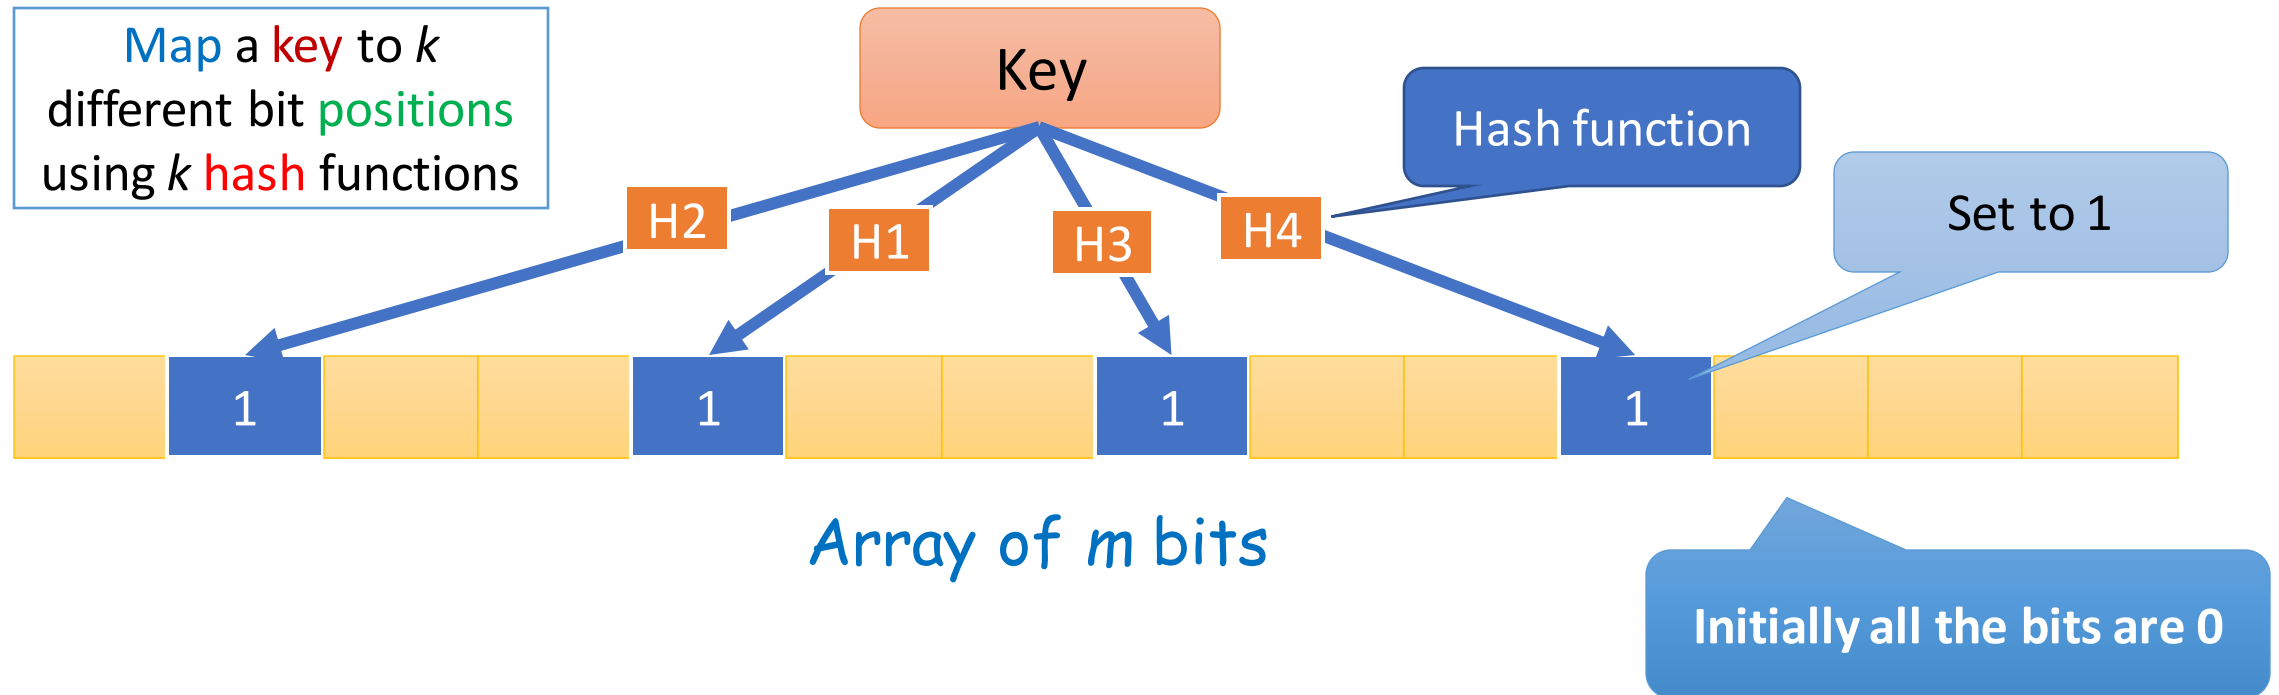 Map a key to k
different bit positions
using k hash functions
Key
Hash function
Set to 1
H2
H1
H3
H4
1
1
1
1
Array of m bits
Initially all the bits are 0